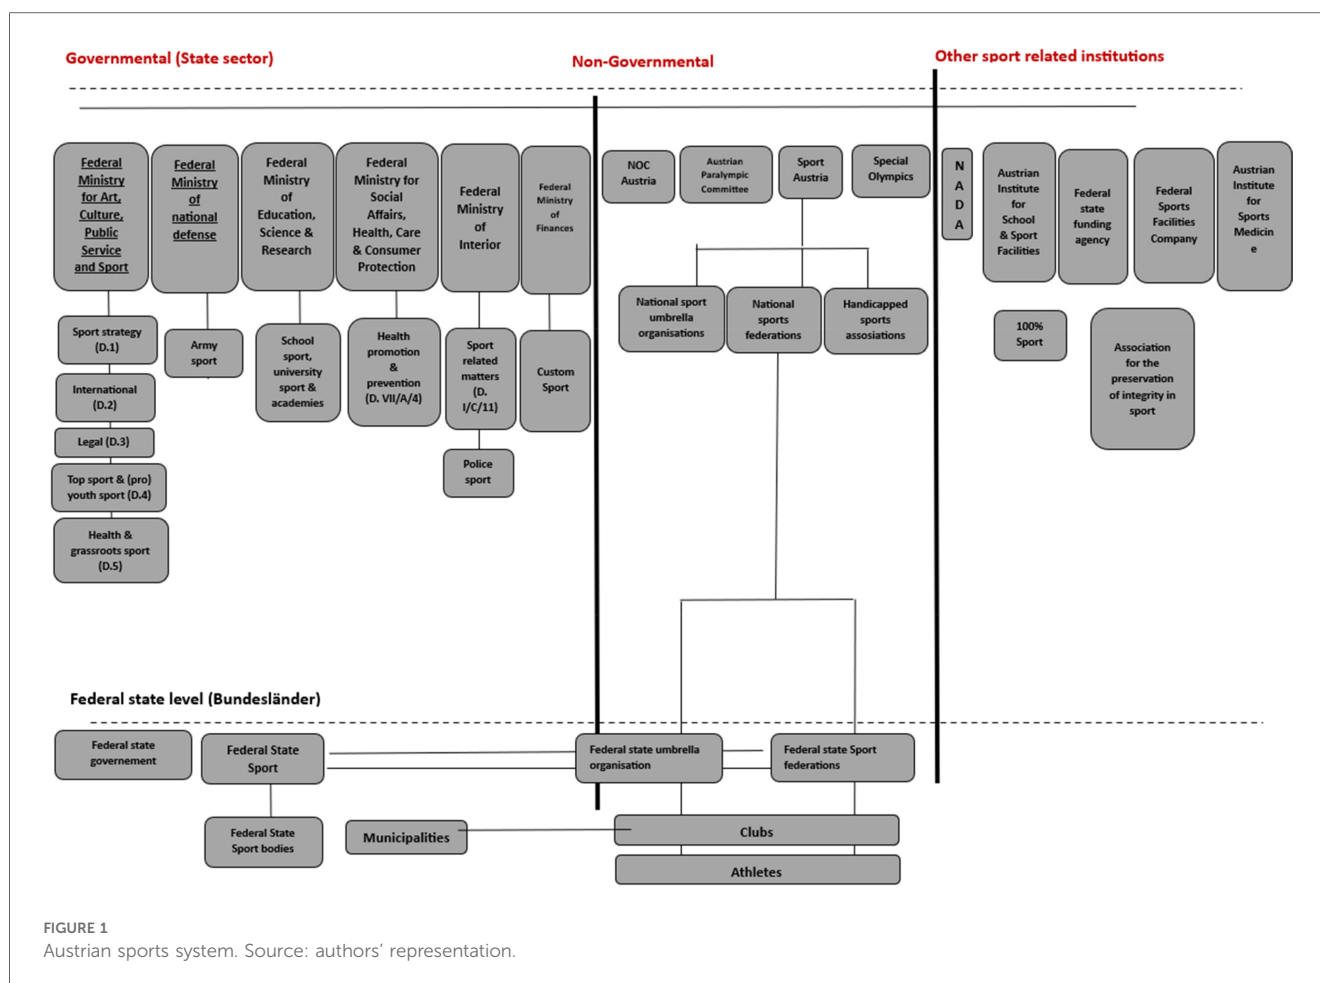 Governmental (State sector)
Non-Governmental
Other sport related institutions
Federal
Ministry
for Art,
Culture,
Public
Service
and Sport
Federal
Ministry
of
national
defense
Federal
Ministry
of
Education,
Science &
Research
Federal
Ministry for
Social
Affairs,
Health, Care
& Consumer
Protection
Federal
Ministry
of
Interior
Federal
Ministry
of
Finances
NOC
Austria
Austrian
Paralympic
Committee
Sport
Austria
Special
Olympics
N
A
D
A
Austrian
Institute
for
School
& Sport
Facilities
Federal
state
funding
agency
Federal
Sports
Facilities
Company
Austrian
Institute
for
Sports
Medicin
e
Sport strategy
(D.1)
International
(D.2)
Legal (D.3)
Top sport & (pro)
youth sport (D.4)
Health &
grassroots sport
(D.5)
Army
sport
School
sport,
university
sport &
academies
Health
promotion
&
prevention
(D. VII/A/4)
Sport
related
matters
(D.
I/C/11)
Police
sport
Custom
Sport
National sport
umbrella
organisations
National
sports
federations
Handicapped
sports
assosiations
100%
Sport
Association
for the
preservation
of integrity in
sport
Federal state level (Bundesländer)
Federal state
governement
Federal State
Sport
Federal state umbrella
organisation
Federal state Sport
federations
Federal State
Sport bodies
Municipalities
Clubs
Athletes
FIGURE 1
Austrian sports system. Source: authors' representation.